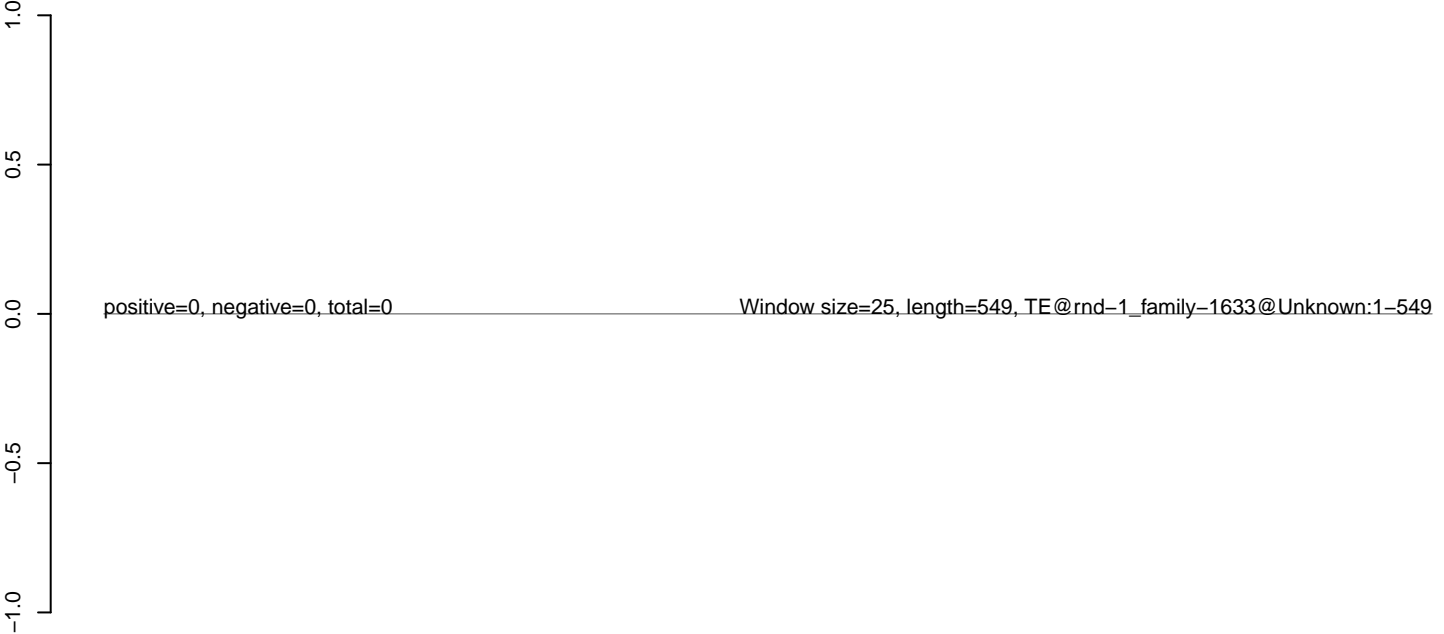 1.0
0.5
0.0
−0.5
−1.0
positive=0, negative=0, total=0
Window size=25, length=549, TE@rnd−1_family−1633@Unknown:1−549